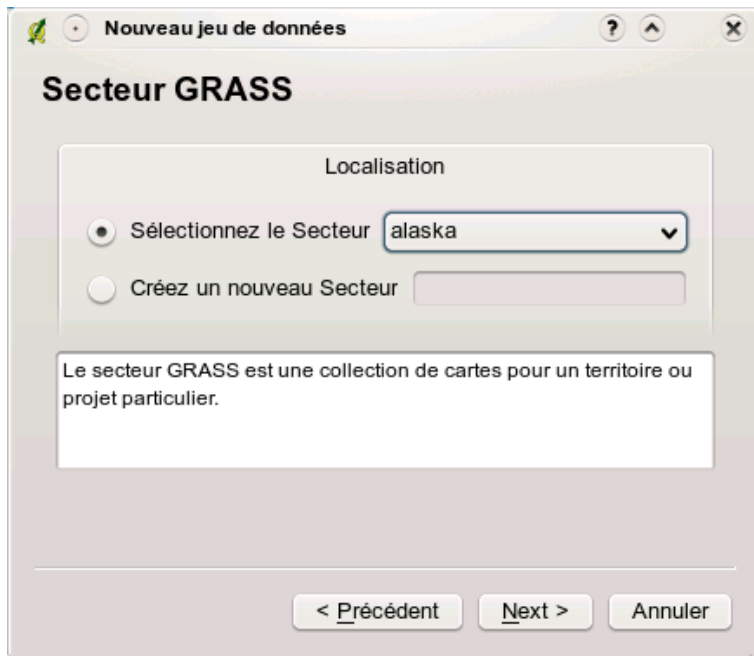 Nouveau jeu de données
Secteur GRASS
Localisation
Sélectionnez le Secteur alaska
Créez un nouveau Secteur
Le secteur GRASS est une collection de cartes pour un territoire ou
projet particulier.
< Précédent Next > Annuler